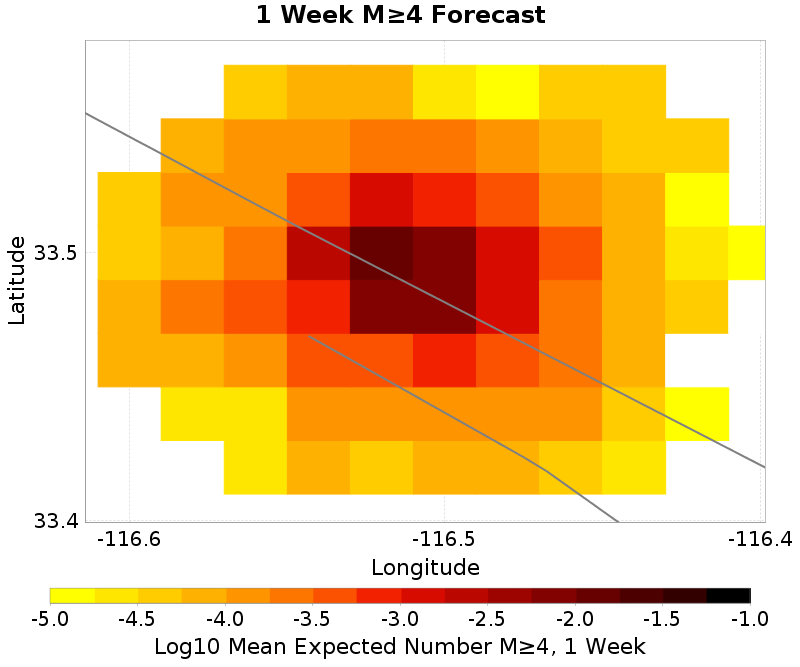 1 Week M≥4 Forecast
Latitude
33.5
33.4
-116.6 -116.5 -116.4
Longitude
-5.0 -4.5 -4.0 -3.5 -3.0 -2.5 -2.0 -1.5 -1.0
Log10 Mean Expected Number M≥4, 1 Week